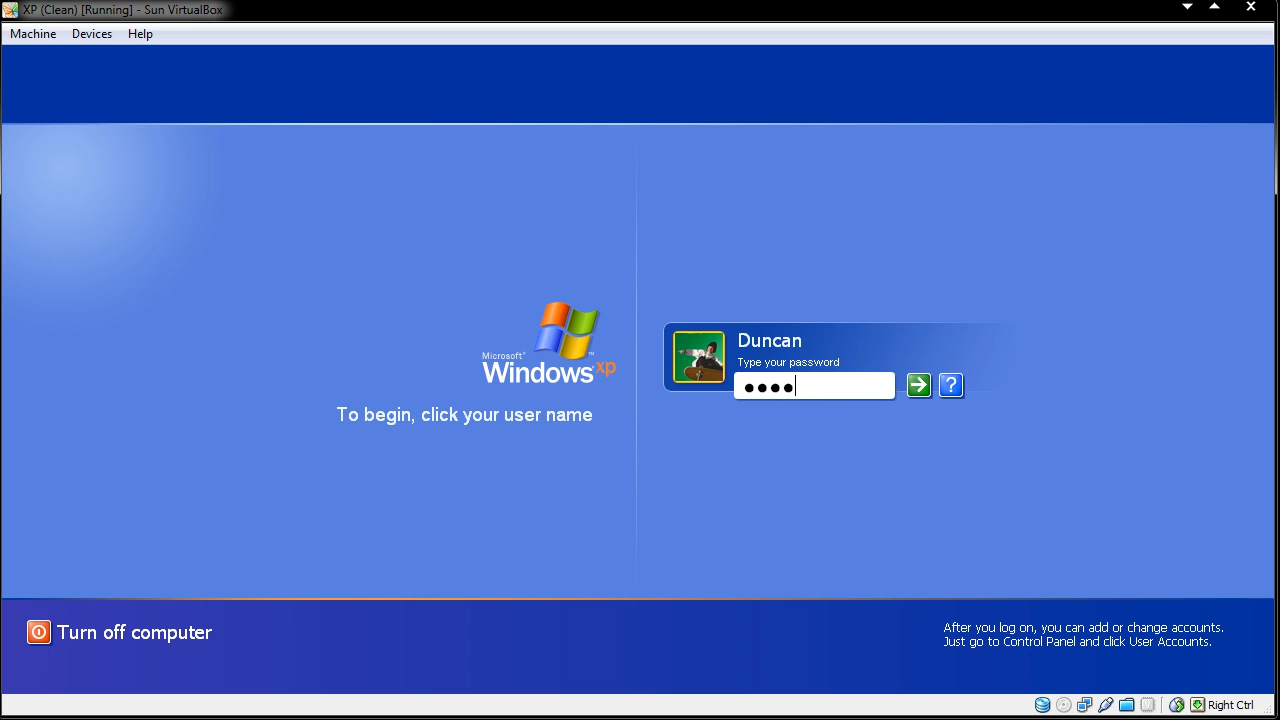 XP (Clean) [Running] - Sun VirtualBox
Machine Devices Help
Microsoft
Windows xp
To begin, click your user name
Duncan
Type your password
?
Turn off computer
After you log on, you can add or change accounts.
Just go to Control Panel and click User Accounts.
Right Ctrl